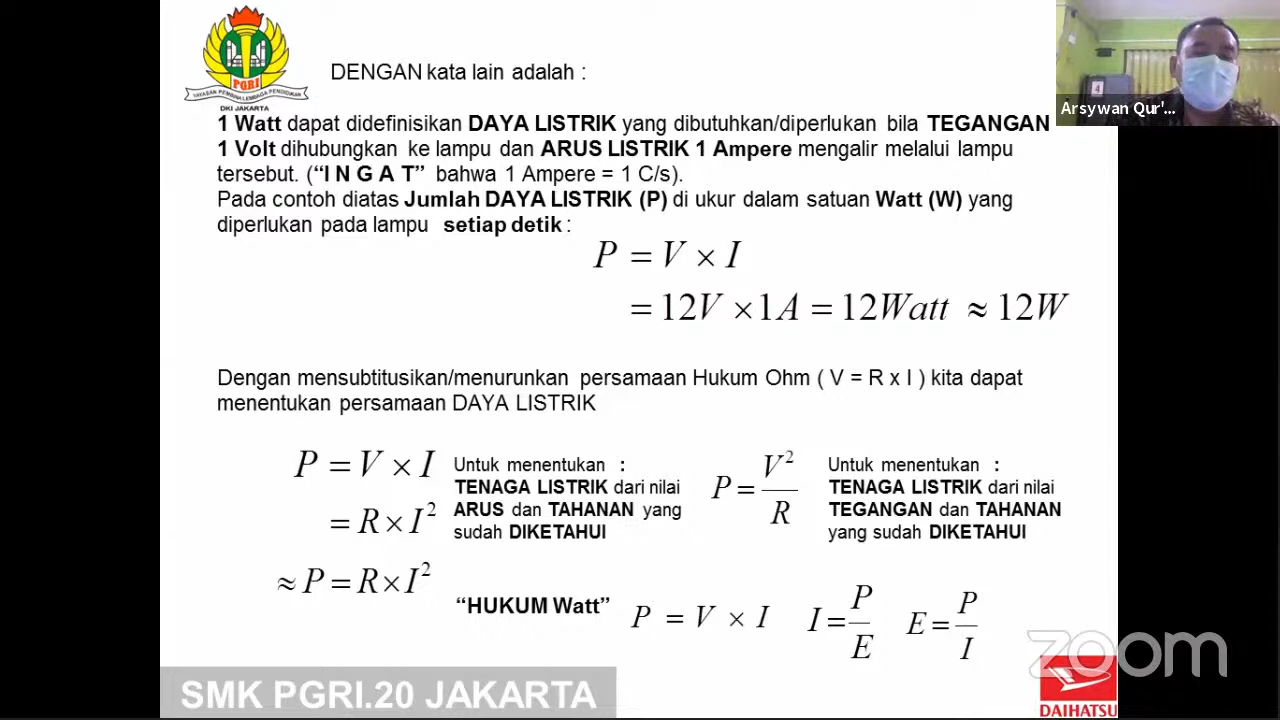 DENGAN kata lain adalah :
PGRI
YAYASAN PEMBINA LEMBAGA PENDIDIKAN
DKI JAKARTA
4
Arsywan Qur'...
1 Watt dapat didefinisikan DAYA LISTRIK yang dibutuhkan/diperlukan bila TEGANGAN
1 Volt dihubungkan ke lampu dan ARUS LISTRIK 1 Ampere mengalir melalui lampu
tersebut. (“I N G A T” bahwa 1 Ampere = 1 C/s).
Pada contoh diatas Jumlah DAYA LISTRIK (P) di ukur dalam satuan Watt (W) yang
diperlukan pada lampu setiap detik :
P = V × I
= 12V × 1A = 12Watt ≈ 12W
Dengan mensubtitusikan/menurunkan persamaan Hukum Ohm ( V = R x I ) kita dapat
menentukan persamaan DAYA LISTRIK
P = V × I
= R × I²
≈ P = R × I²
Untuk menentukan :
TENAGA LISTRIK dari nilai
ARUS dan TAHANAN yang
sudah DIKETAHUI
P = V² / R
Untuk menentukan :
TENAGA LISTRIK dari nilai
TEGANGAN dan TAHANAN
yang sudah DIKETAHUI
“HUKUM Watt” P = V × I I = P / E E = P / I
zoom
SMK PGRI.20 JAKARTA
DAIHATSU